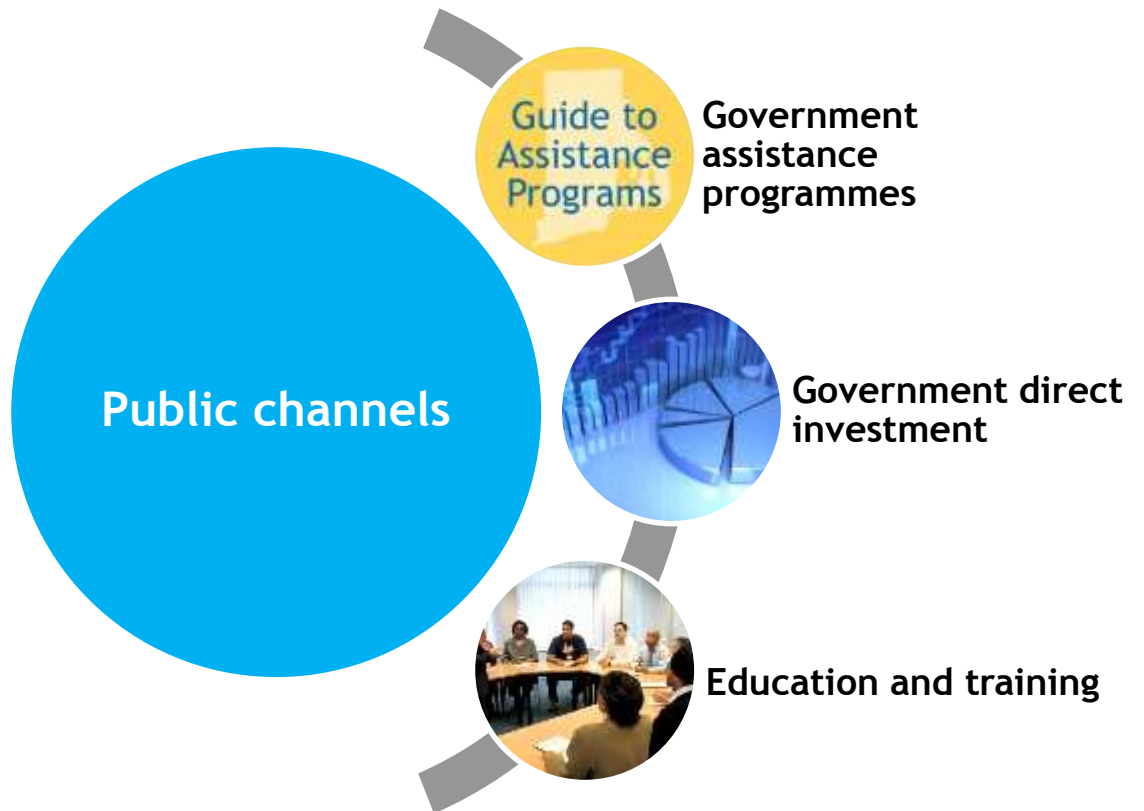 Guide to
Assistance
Programs
Government
assistance
programmes
Public channels
Government direct
investment
Education and training